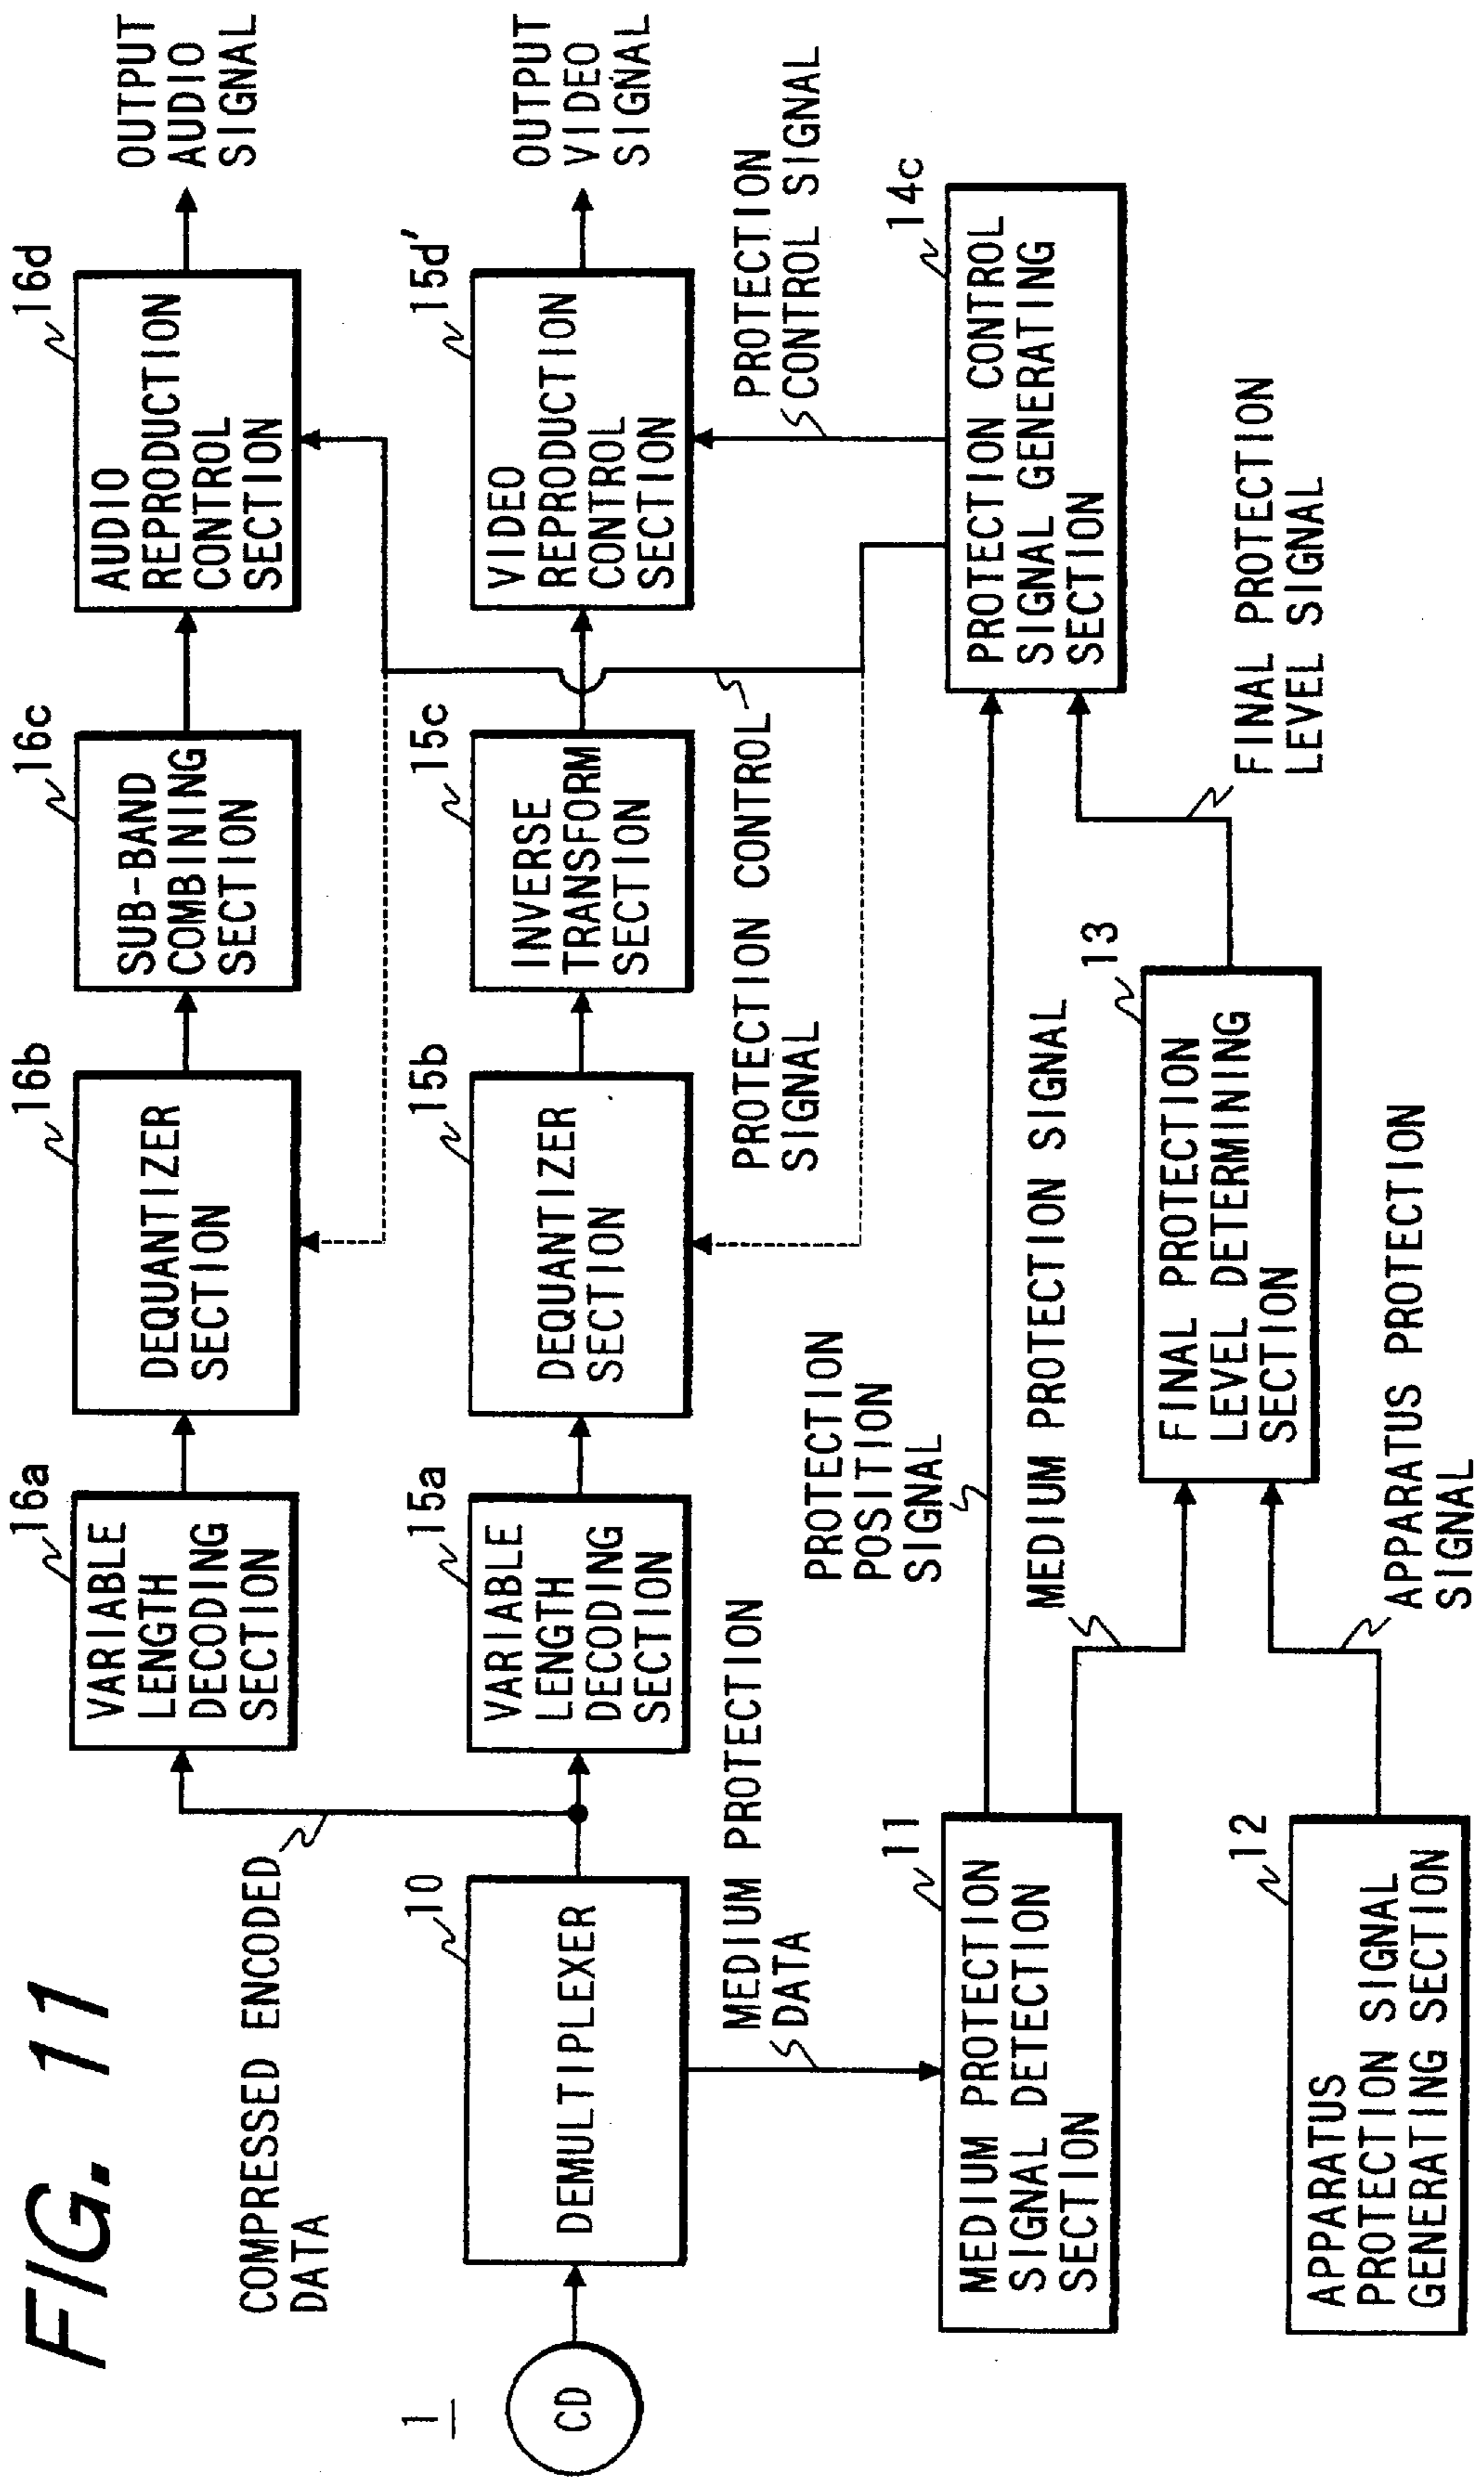 FIG. 11
1
CD
COMPRESSED ENCODED
DATA
10
DEMULTIPLEXER
MEDIUM PROTECTION
DATA
16a
VARIABLE
LENGTH
DECODING
SECTION
16b
DEQUANTIZER
SECTION
16c
SUB-BAND
COMBINING
SECTION
16d
AUDIO
REPRODUCTION
CONTROL
SECTION
OUTPUT
AUDIO
SIGNAL
15a
VARIABLE
LENGTH
DECODING
SECTION
15b
DEQUANTIZER
SECTION
15c
INVERSE
TRANSFORM
SECTION
15d'
VIDEO
REPRODUCTION
CONTROL
SECTION
OUTPUT
VIDEO
SIGNAL
PROTECTION CONTROL
SIGNAL
PROTECTION
CONTROL SIGNAL
11
MEDIUM PROTECTION
SIGNAL DETECTION
SECTION
PROTECTION
POSITION
SIGNAL
14c
PROTECTION CONTROL
SIGNAL GENERATING
SECTION
MEDIUM PROTECTION SIGNAL
13
FINAL PROTECTION
LEVEL DETERMINING
SECTION
FINAL PROTECTION
LEVEL SIGNAL
12
APPARATUS
PROTECTION SIGNAL
GENERATING SECTION
APPARATUS PROTECTION
SIGNAL